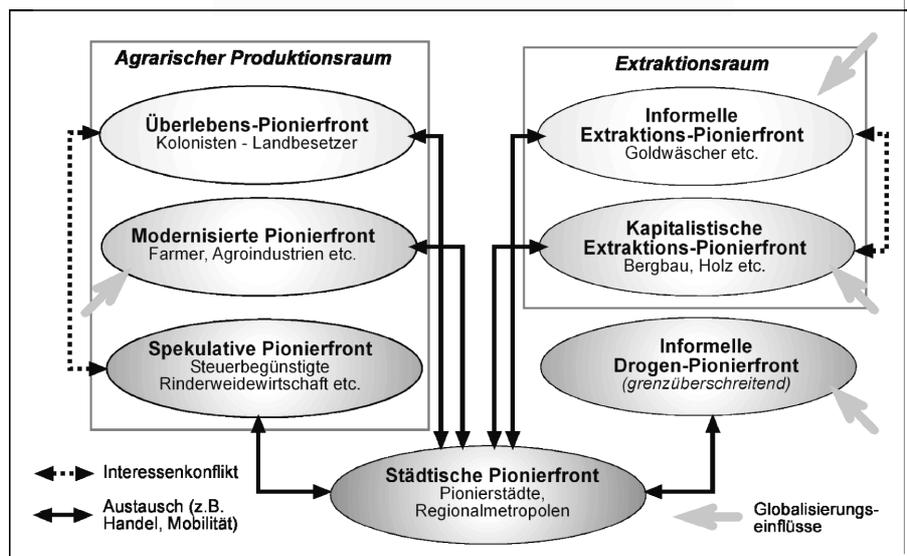 Agrarischer Produktionsraum
Überlebens-Pionierfront
Kolonisten - Landbesetzer
Modernisierte Pionierfront
Farmer, Agroindustrien etc.
Spekulative Pionierfront
Steuerbegünstigte
Rinderweidewirtschaft etc.
Extraktionsraum
Informelle
Extraktions-Pionierfront
Goldwäscher etc.
Kapitalistische
Extraktions-Pionierfront
Bergbau, Holz etc.
Informelle
Drogen-Pionierfront
(grenzüberschreitend)
Städtische Pionierfront
Pionierstädte,
Regionalmetropolen
Interessenkonflikt
Austausch (z.B.
Handel, Mobilität)
Globalisierungs-
einflüsse